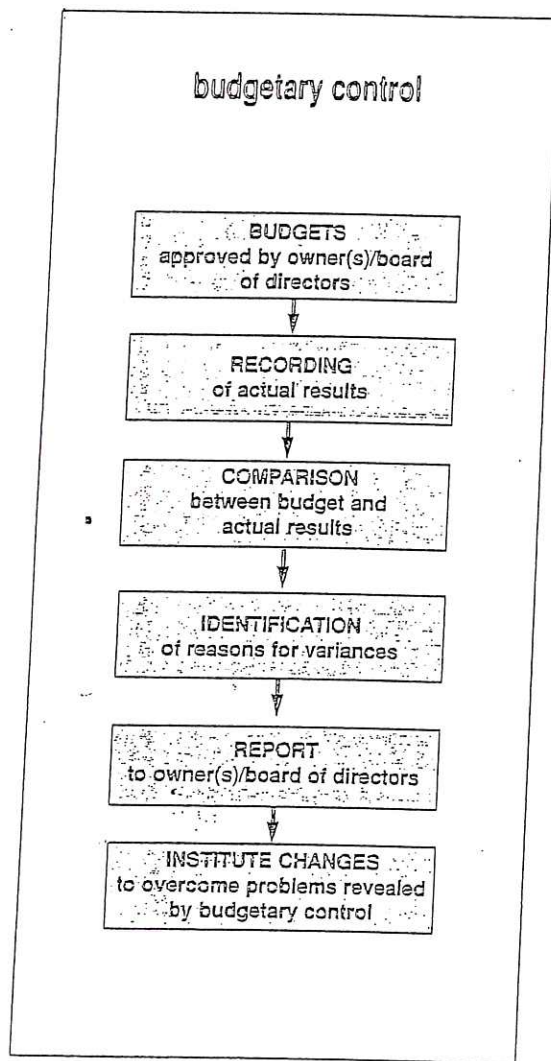 budgetary control
BUDGETS
approved by owner(s)/board
of directors
RECORDING
of actual results
COMPARISON
between budget and
actual results
IDENTIFICATION
of reasons for variances
REPORT
to owner(s)/board of directors
INSTITUTE CHANGES
to overcome problems revealed
by budgetary control